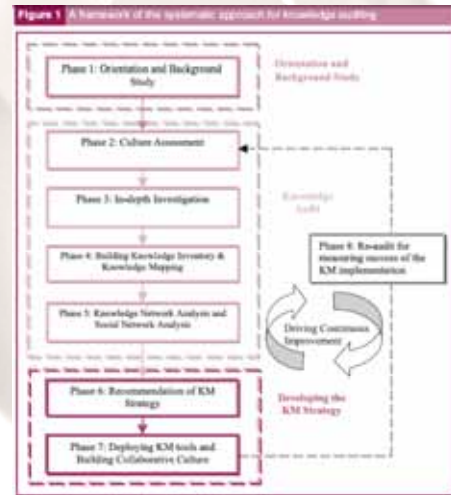 Figure 1 A framework of the systematic approach for knowledge auditing
Phase 1: Orientation and Background
Study
Orientation and
Background Study
Phase 2: Culture Assessment
Phase 3: In-depth Investigation
Knowledge
Audit
Phase 4: Building Knowledge Inventory &
Knowledge Mapping
Phase 8: Re-audit for
measuring success of the
KM implementation
Phase 5: Knowledge Network Analysis and
Social Network Analysis
Driving Continuous
Improvement
Phase 6: Recommendation of KM
Strategy
Developing the
KM Strategy
Phase 7: Deploying KM tools and
Building Collaborative Culture